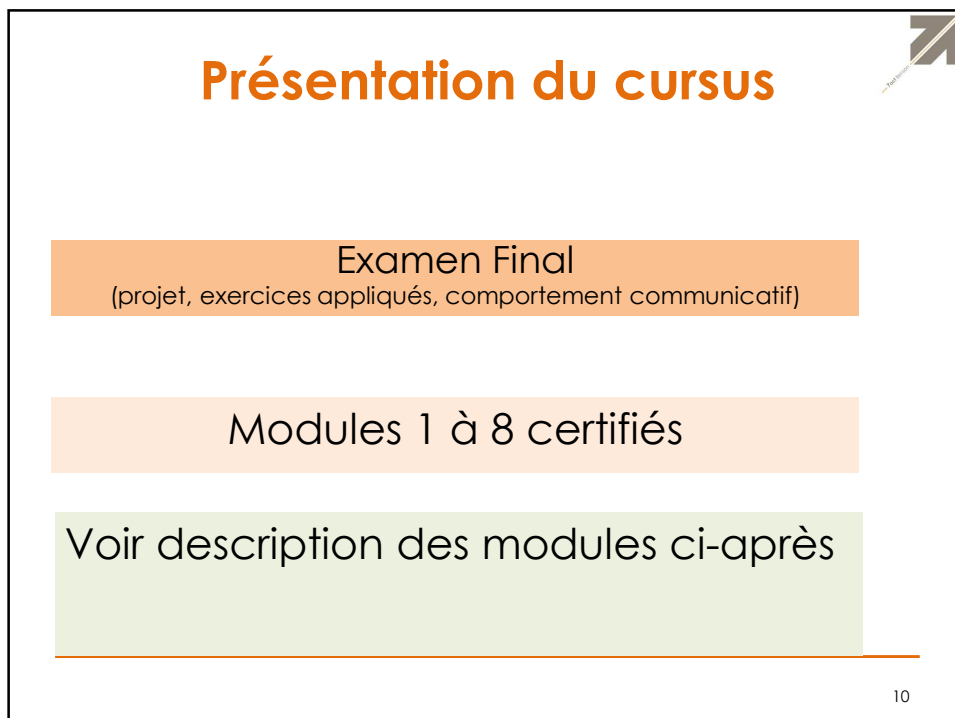 Présentation du cursus
Examen Final
(projet, exercices appliqués, comportement communicatif)
Modules 1 à 8 certifiés
Voir description des modules ci-après
10